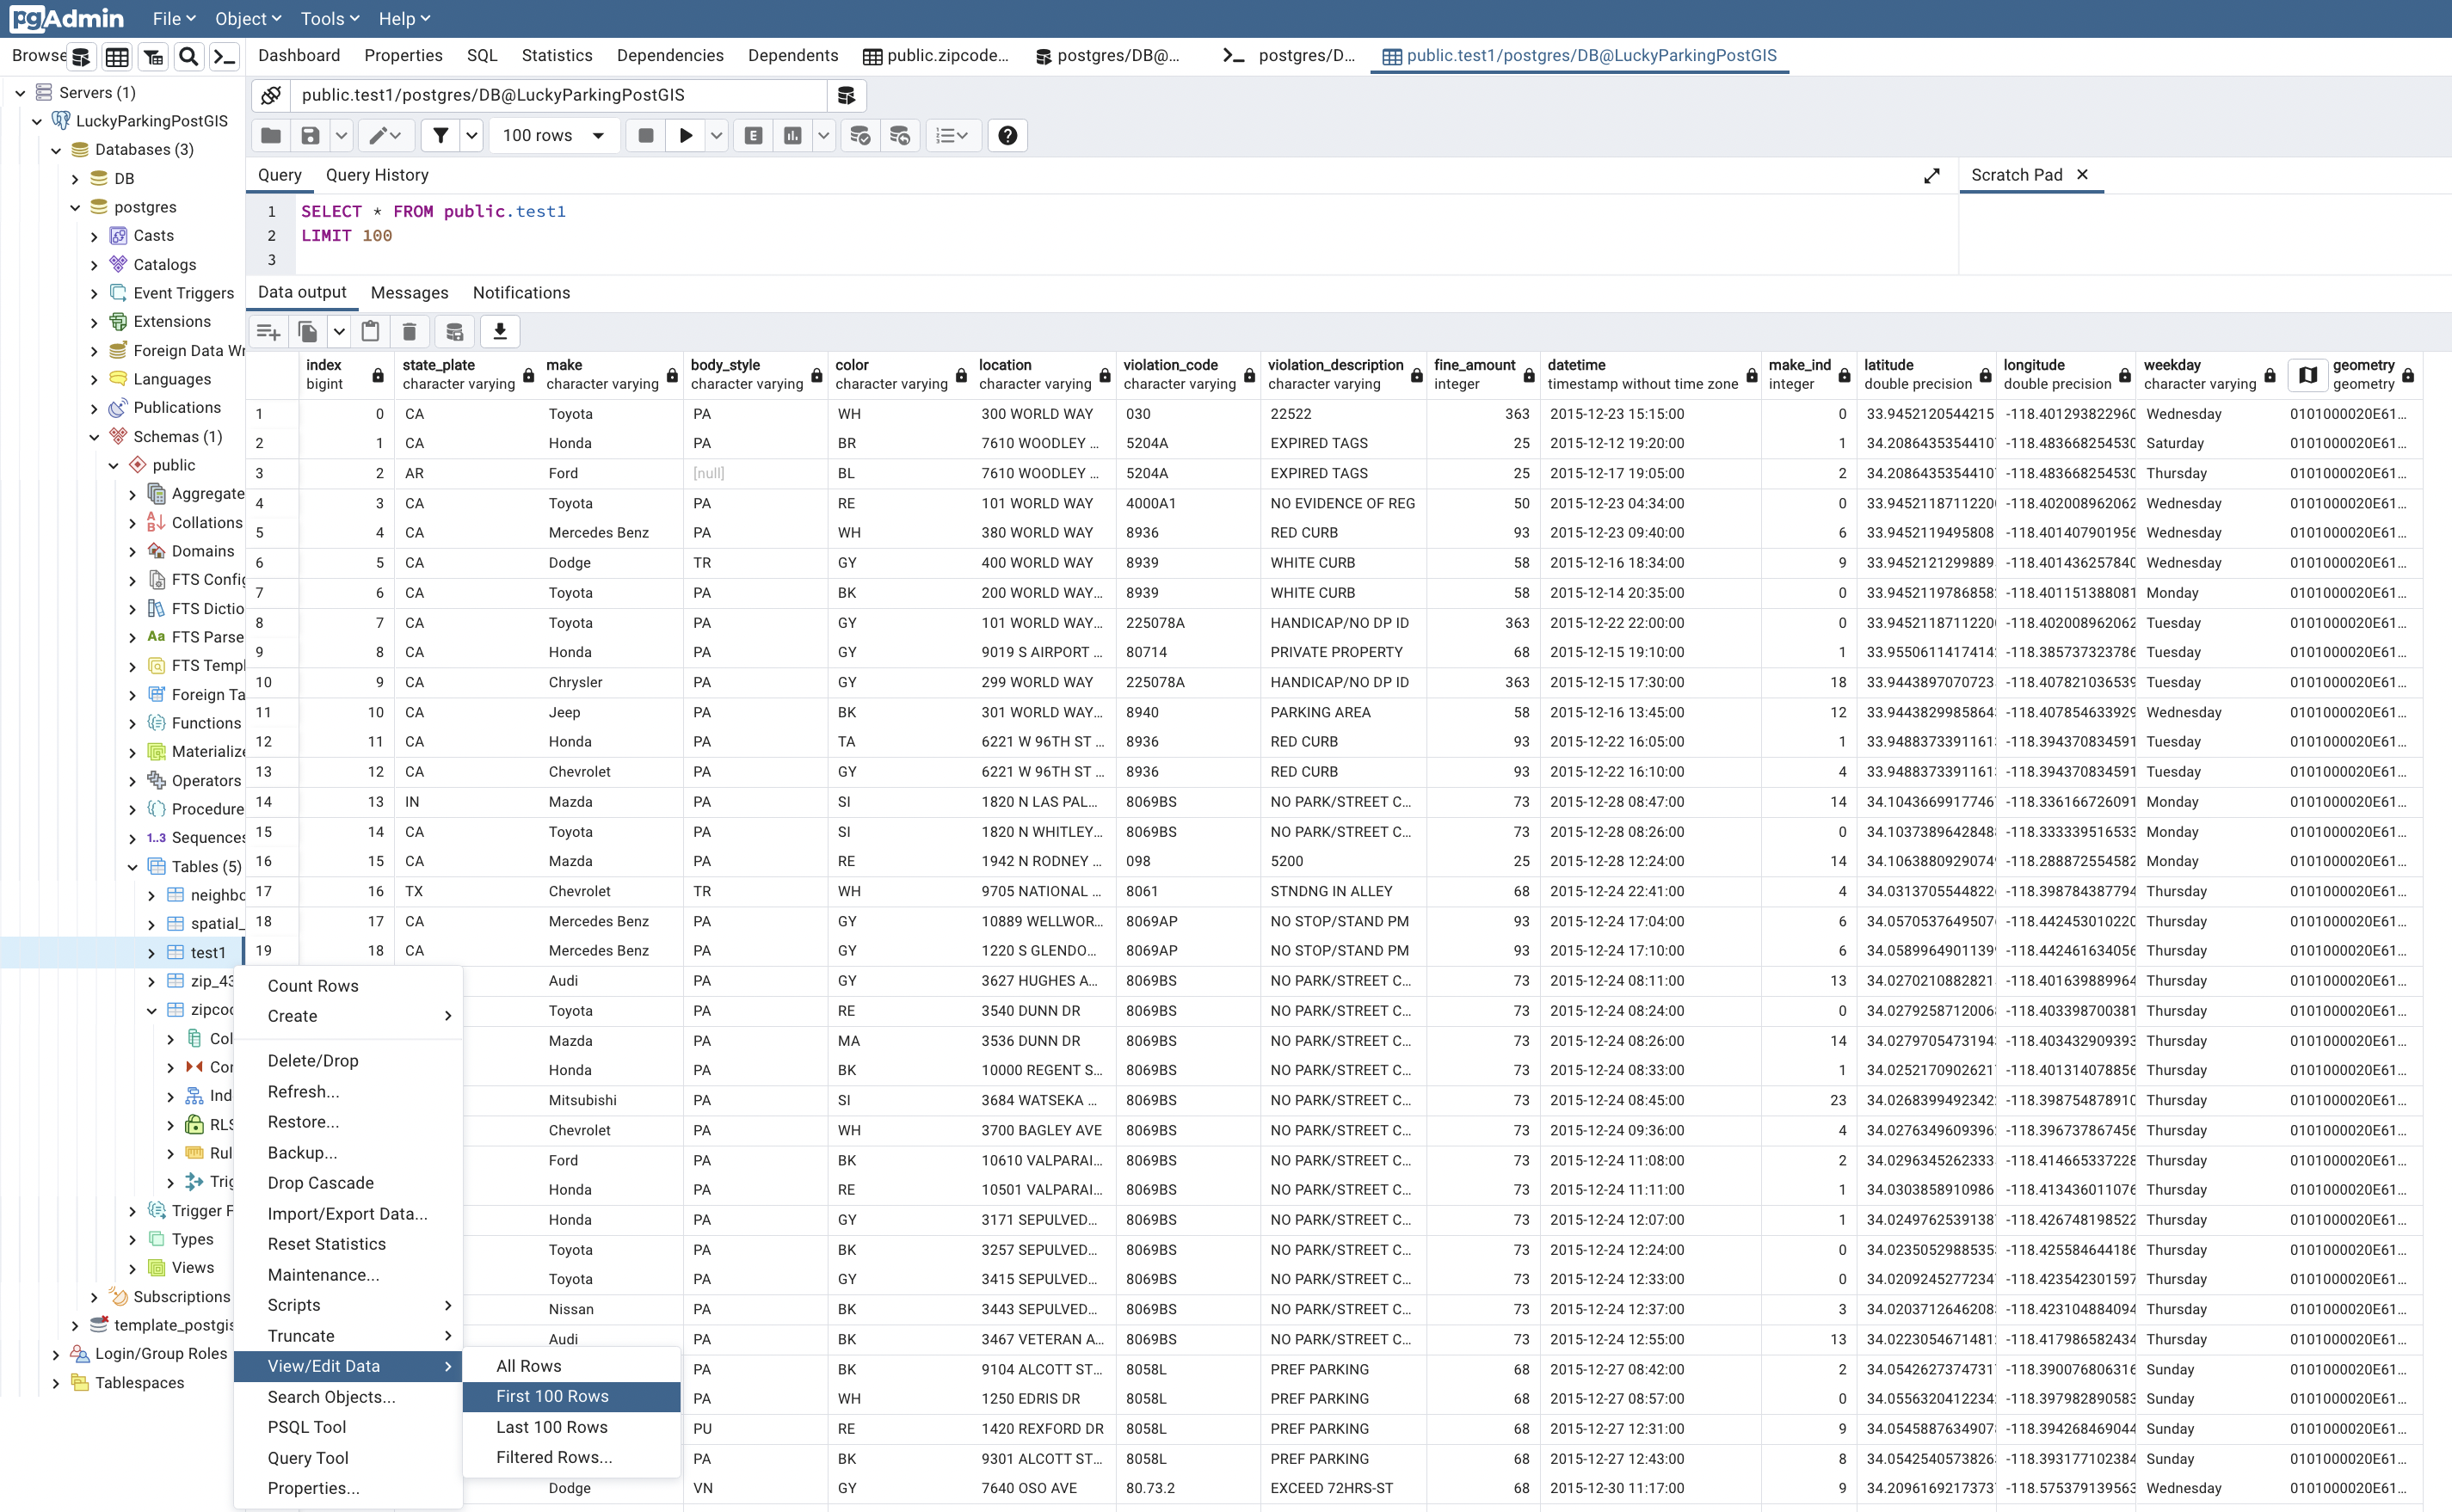 pgAdmin File Object Tools Help
Browse Dashboard Properties SQL Statistics Dependencies Dependents public.zipcode... postgres/DB@... postgres/D... public.test1/postgres/DB@LuckyParkingPostGIS
Servers (1)
LuckyParkingPostGIS
Databases (3)
DB
postgres
Casts
Catalogs
Event Triggers
Extensions
Foreign Data Wr
Languages
Publications
Schemas (1)
public
Aggregate
Collations
Domains
FTS Config
FTS Dictio
FTS Parse
FTS Templ
Foreign Ta
Functions
Materialize
Operators
Procedure
1..3 Sequences
Tables (5)
neighbo
spatial_
test1
zip_43
zipcod
Col
Con
Ind
RLS
Rul
Trig
Trigger F
Types
Views
Subscriptions
template_postgis
Login/Group Roles
Tablespaces
public.test1/postgres/DB@LuckyParkingPostGIS
100 rows
Query Query History Scratch Pad
1 SELECT * FROM public.test1
2 LIMIT 100
3
Data output Messages Notifications
index state_plate make body_style color location violation_code violation_description fine_amount datetime make_ind latitude longitude weekday geometry
bigint character varying character varying character varying character varying character varying character varying character varying integer timestamp without time zone integer double precision double precision character varying geometry
1 0 CA Toyota PA WH 300 WORLD WAY 030 22522 363 2015-12-23 15:15:00 0 33.9452120544215 -118.401293822960 Wednesday 0101000020E61...
2 1 CA Honda PA BR 7610 WOODLEY ... 5204A EXPIRED TAGS 25 2015-12-12 19:20:00 1 34.20864353544107 -118.483668254530 Saturday 0101000020E61...
3 2 AR Ford [null] BL 7610 WOODLEY ... 5204A EXPIRED TAGS 25 2015-12-17 19:05:00 2 34.20864353544107 -118.483668254530 Thursday 0101000020E61...
4 3 CA Toyota PA RE 101 WORLD WAY 4000A1 NO EVIDENCE OF REG 50 2015-12-23 04:34:00 0 33.94521187112206 -118.402008962062 Wednesday 0101000020E61...
5 4 CA Mercedes Benz PA WH 380 WORLD WAY 8936 RED CURB 93 2015-12-23 09:40:00 6 33.9452119495808 -118.401407901956 Wednesday 0101000020E61...
6 5 CA Dodge TR GY 400 WORLD WAY 8939 WHITE CURB 58 2015-12-16 18:34:00 9 33.9452121299889 -118.401436257840 Wednesday 0101000020E61...
7 6 CA Toyota PA BK 200 WORLD WAY... 8939 WHITE CURB 58 2015-12-14 20:35:00 0 33.94521197868582 -118.401151388081 Monday 0101000020E61...
8 7 CA Toyota PA GY 101 WORLD WAY... 225078A HANDICAP/NO DP ID 363 2015-12-22 22:00:00 0 33.94521187112206 -118.402008962062 Tuesday 0101000020E61...
9 8 CA Honda PA GY 9019 S AIRPORT ... 80714 PRIVATE PROPERTY 68 2015-12-15 19:10:00 1 33.95506114174142 -118.385737323786 Tuesday 0101000020E61...
10 9 CA Chrysler PA GY 299 WORLD WAY 225078A HANDICAP/NO DP ID 363 2015-12-15 17:30:00 18 33.9443897070723 -118.407821036539 Tuesday 0101000020E61...
11 10 CA Jeep PA BK 301 WORLD WAY... 8940 PARKING AREA 58 2015-12-16 13:45:00 12 33.94438299858643 -118.407854633929 Wednesday 0101000020E61...
12 11 CA Honda PA TA 6221 W 96TH ST ... 8936 RED CURB 93 2015-12-22 16:05:00 1 33.94883733911613 -118.394370834591 Tuesday 0101000020E61...
13 12 CA Chevrolet PA GY 6221 W 96TH ST ... 8936 RED CURB 93 2015-12-22 16:10:00 4 33.94883733911613 -118.394370834591 Tuesday 0101000020E61...
14 13 IN Mazda PA SI 1820 N LAS PAL... 8069BS NO PARK/STREET C... 73 2015-12-28 08:47:00 14 34.10436699177467 -118.336166726091 Monday 0101000020E61...
15 14 CA Toyota PA SI 1820 N WHITLEY... 8069BS NO PARK/STREET C... 73 2015-12-28 08:26:00 0 34.10373896428483 -118.333339516533 Monday 0101000020E61...
16 15 CA Mazda PA RE 1942 N RODNEY ... 098 5200 25 2015-12-28 12:24:00 14 34.10638809290749 -118.288872554582 Monday 0101000020E61...
17 16 TX Chevrolet TR WH 9705 NATIONAL ... 8061 STNDNG IN ALLEY 68 2015-12-24 22:41:00 4 34.03137055448226 -118.398784387794 Thursday 0101000020E61...
18 17 CA Mercedes Benz PA GY 10889 WELLWOR... 8069AP NO STOP/STAND PM 93 2015-12-24 17:04:00 6 34.05705376495076 -118.442453010220 Thursday 0101000020E61...
19 18 CA Mercedes Benz PA GY 1220 S GLENDO... 8069AP NO STOP/STAND PM 93 2015-12-24 17:10:00 6 34.05899649011399 -118.442461634056 Thursday 0101000020E61...
Audi PA GY 3627 HUGHES A... 8069BS NO PARK/STREET C... 73 2015-12-24 08:11:00 13 34.0270210882821 -118.401639889964 Thursday 0101000020E61...
Toyota PA RE 3540 DUNN DR 8069BS NO PARK/STREET C... 73 2015-12-24 08:24:00 0 34.02792587120068 -118.403398700381 Thursday 0101000020E61...
Mazda PA MA 3536 DUNN DR 8069BS NO PARK/STREET C... 73 2015-12-24 08:26:00 14 34.02797054731943 -118.403432909393 Thursday 0101000020E61...
Honda PA BK 10000 REGENT S... 8069BS NO PARK/STREET C... 73 2015-12-24 08:33:00 1 34.02521709026217 -118.401314078856 Thursday 0101000020E61...
Mitsubishi PA SI 3684 WATSEKA ... 8069BS NO PARK/STREET C... 73 2015-12-24 08:45:00 23 34.02683994923422 -118.398754878910 Thursday 0101000020E61...
Chevrolet PA WH 3700 BAGLEY AVE 8069BS NO PARK/STREET C... 73 2015-12-24 09:36:00 4 34.02763496093962 -118.396737867456 Thursday 0101000020E61...
Ford PA BK 10610 VALPARAI... 8069BS NO PARK/STREET C... 73 2015-12-24 11:08:00 2 34.0296345262333 -118.414665337228 Thursday 0101000020E61...
Honda PA RE 10501 VALPARAI... 8069BS NO PARK/STREET C... 73 2015-12-24 11:11:00 1 34.0303858910986 -118.413436011076 Thursday 0101000020E61...
Honda PA GY 3171 SEPULVED... 8069BS NO PARK/STREET C... 73 2015-12-24 12:07:00 1 34.02497625391387 -118.426748198522 Thursday 0101000020E61...
Toyota PA BK 3257 SEPULVED... 8069BS NO PARK/STREET C... 73 2015-12-24 12:24:00 0 34.02350529885353 -118.425584644186 Thursday 0101000020E61...
Toyota PA GY 3415 SEPULVED... 8069BS NO PARK/STREET C... 73 2015-12-24 12:33:00 0 34.02092452772347 -118.423542301597 Thursday 0101000020E61...
Nissan PA BK 3443 SEPULVED... 8069BS NO PARK/STREET C... 73 2015-12-24 12:37:00 3 34.02037126462083 -118.423104884094 Thursday 0101000020E61...
Audi PA BK 3467 VETERAN A... 8069BS NO PARK/STREET C... 73 2015-12-24 12:55:00 13 34.02230546714812 -118.417986582434 Thursday 0101000020E61...
PA BK 9104 ALCOTT ST... 8058L PREF PARKING 68 2015-12-27 08:42:00 2 34.05426273747317 -118.390076806316 Sunday 0101000020E61...
PA WH 1250 EDRIS DR 8058L PREF PARKING 68 2015-12-27 08:57:00 0 34.05563204122342 -118.397982890583 Sunday 0101000020E61...
PU RE 1420 REXFORD DR 8058L PREF PARKING 68 2015-12-27 12:31:00 9 34.05458876349078 -118.394268469044 Sunday 0101000020E61...
PA BK 9301 ALCOTT ST... 8058L PREF PARKING 68 2015-12-27 12:43:00 8 34.05425405738263 -118.393177102384 Sunday 0101000020E61...
Dodge VN GY 7640 OSO AVE 80.73.2 EXCEED 72HRS-ST 68 2015-12-30 11:17:00 9 34.20961692173737 -118.575379139563 Wednesday 0101000020E61...
Count Rows
Create
Delete/Drop
Refresh...
Restore...
Backup...
Drop Cascade
Import/Export Data...
Reset Statistics
Maintenance...
Scripts
Truncate
View/Edit Data
Search Objects...
PSQL Tool
Query Tool
Properties...
All Rows
First 100 Rows
Last 100 Rows
Filtered Rows...